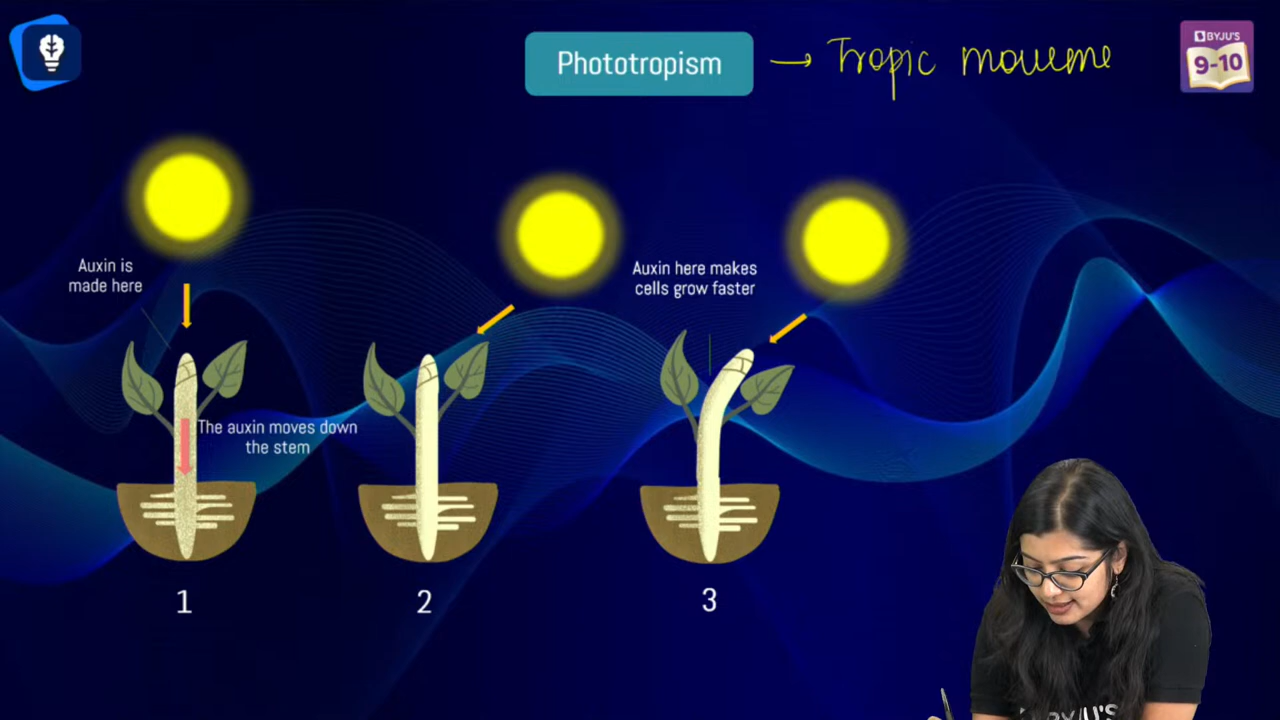 Phototropism → Tropic moveme
BYJU'S
9-10
Auxin is
made here
Auxin here makes
cells grow faster
The auxin moves down
the stem
1
2
3
BYJU'S